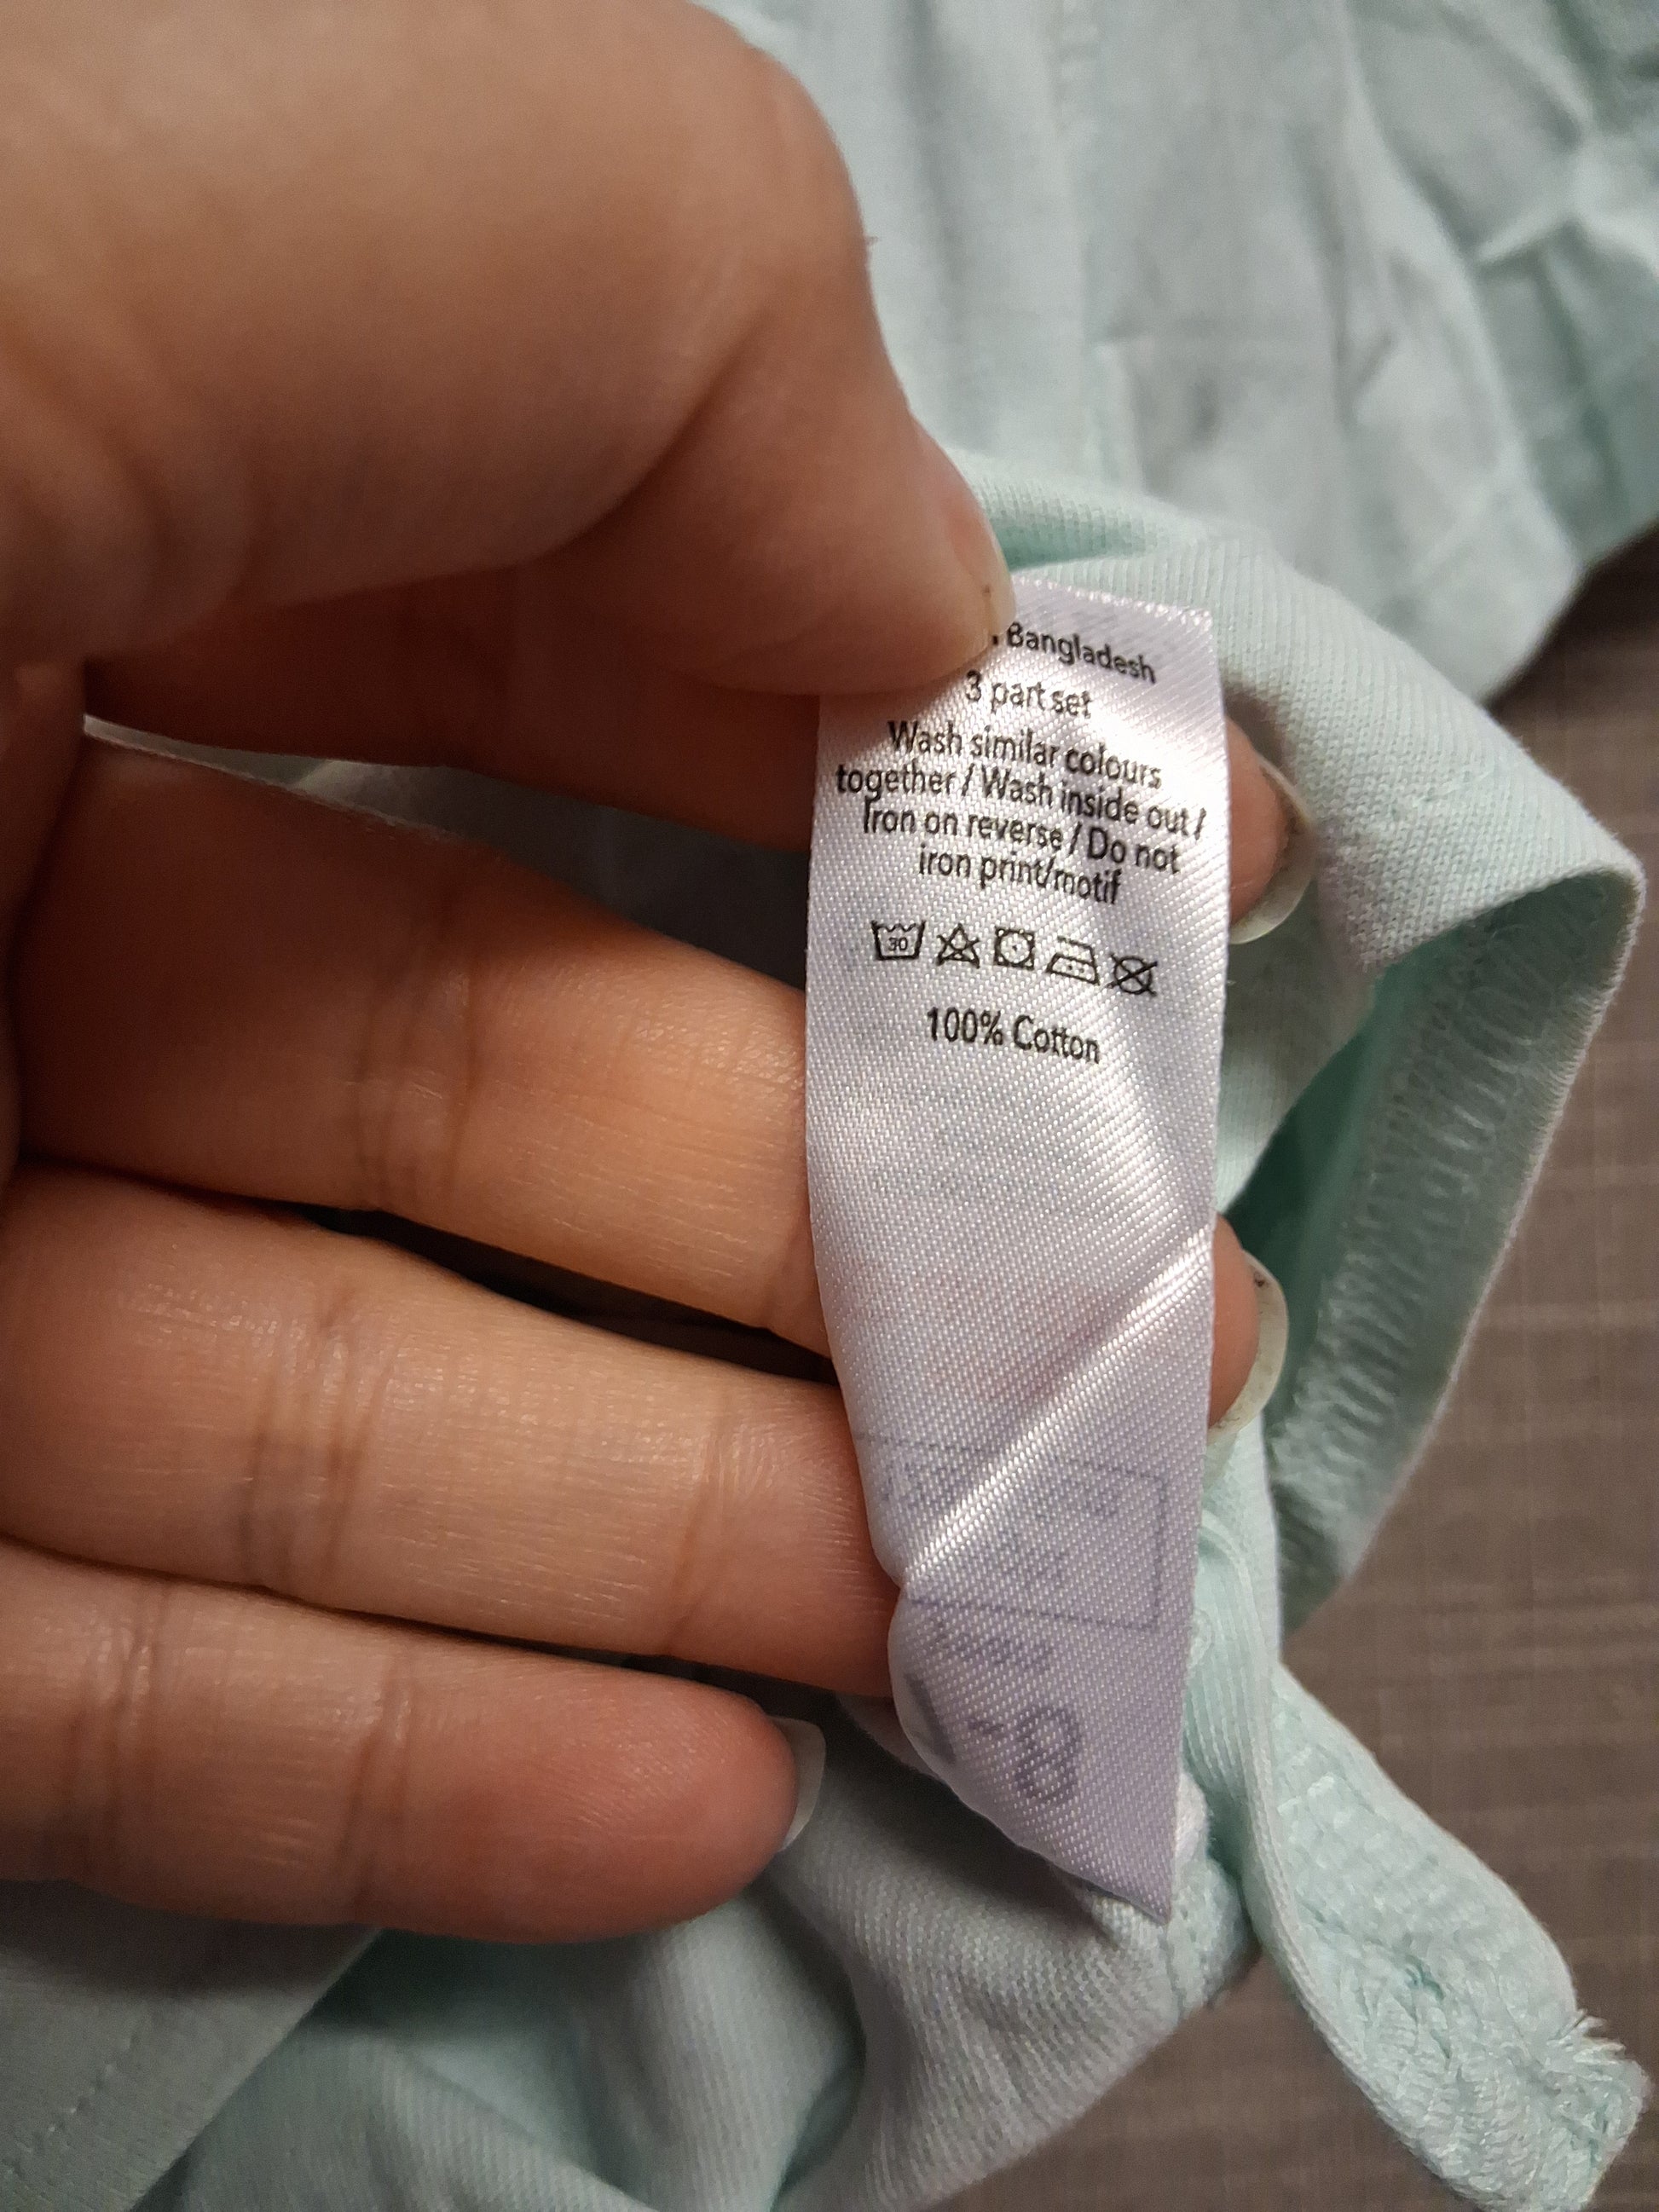 . Bangladesh
3 part set
Wash similar colours
together / Wash inside out /
Iron on reverse / Do not
iron print/motif
30
100% Cotton